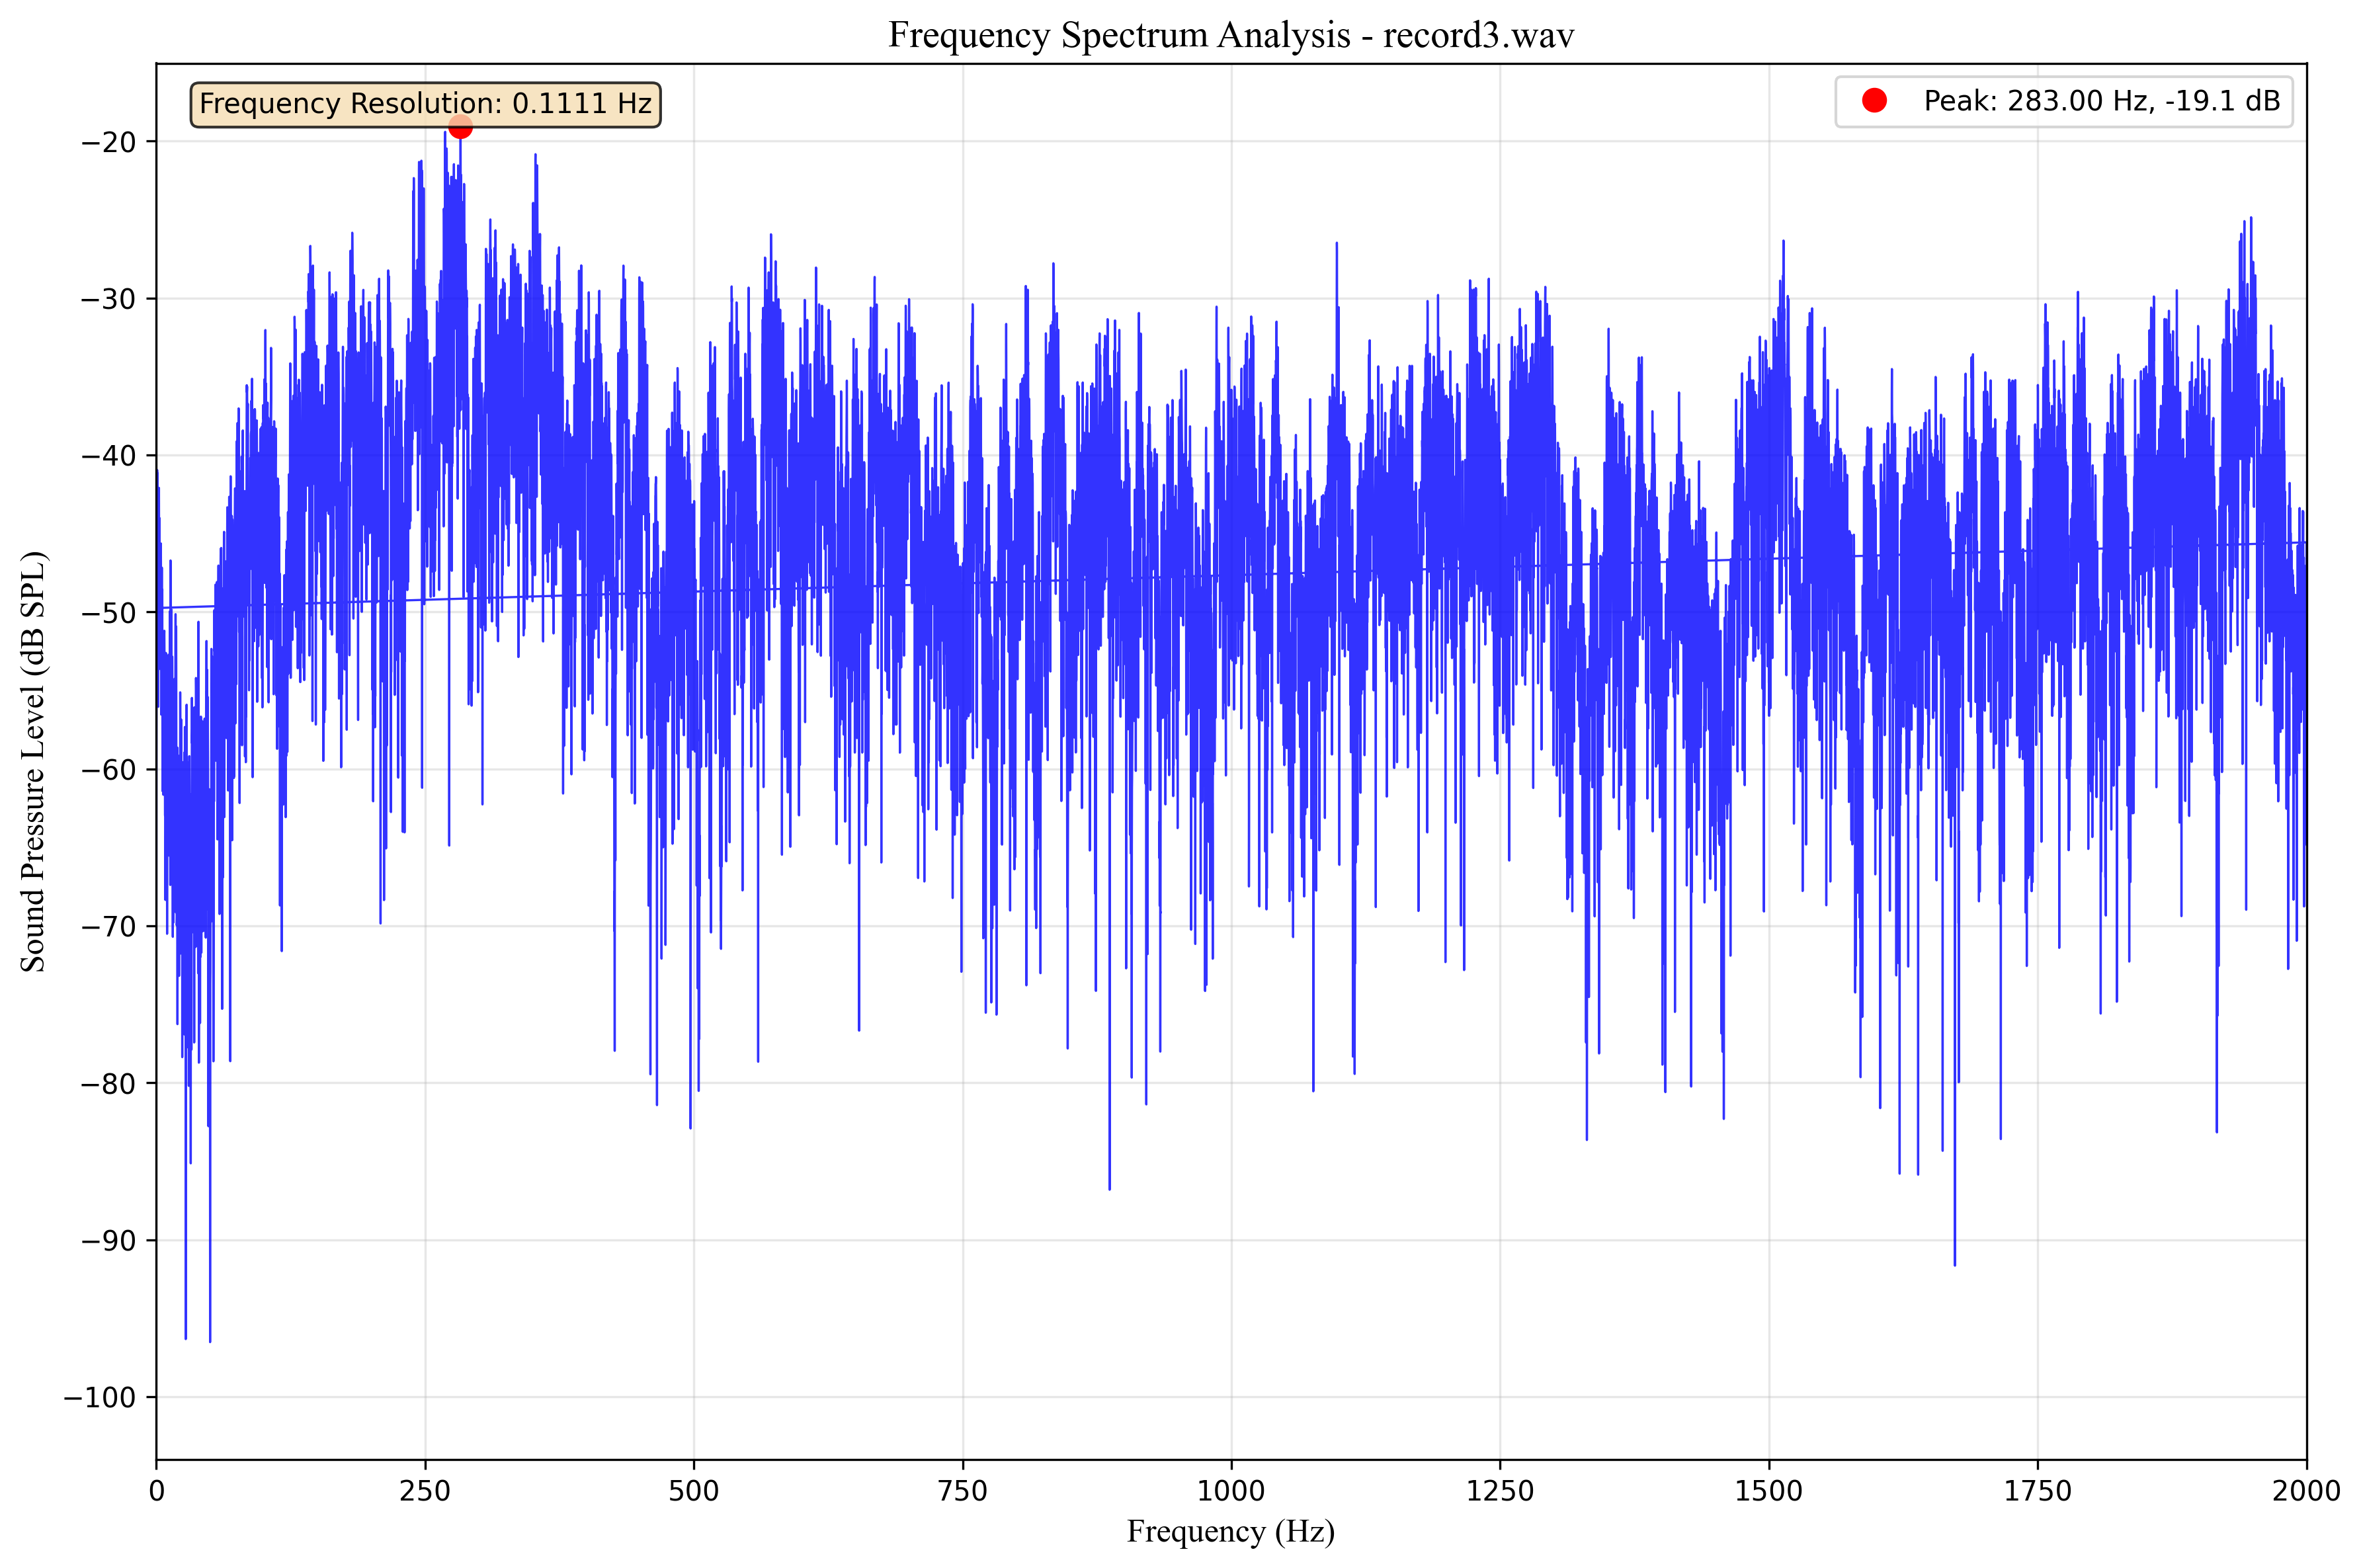 Frequency Spectrum Analysis - record3.wav
Frequency Resolution: 0.1111 Hz
Peak: 283.00 Hz, -19.1 dB
Sound Pressure Level (dB SPL)
−20
−30
−40
−50
−60
−70
−80
−90
−100
0 250 500 750 1000 1250 1500 1750 2000
Frequency (Hz)